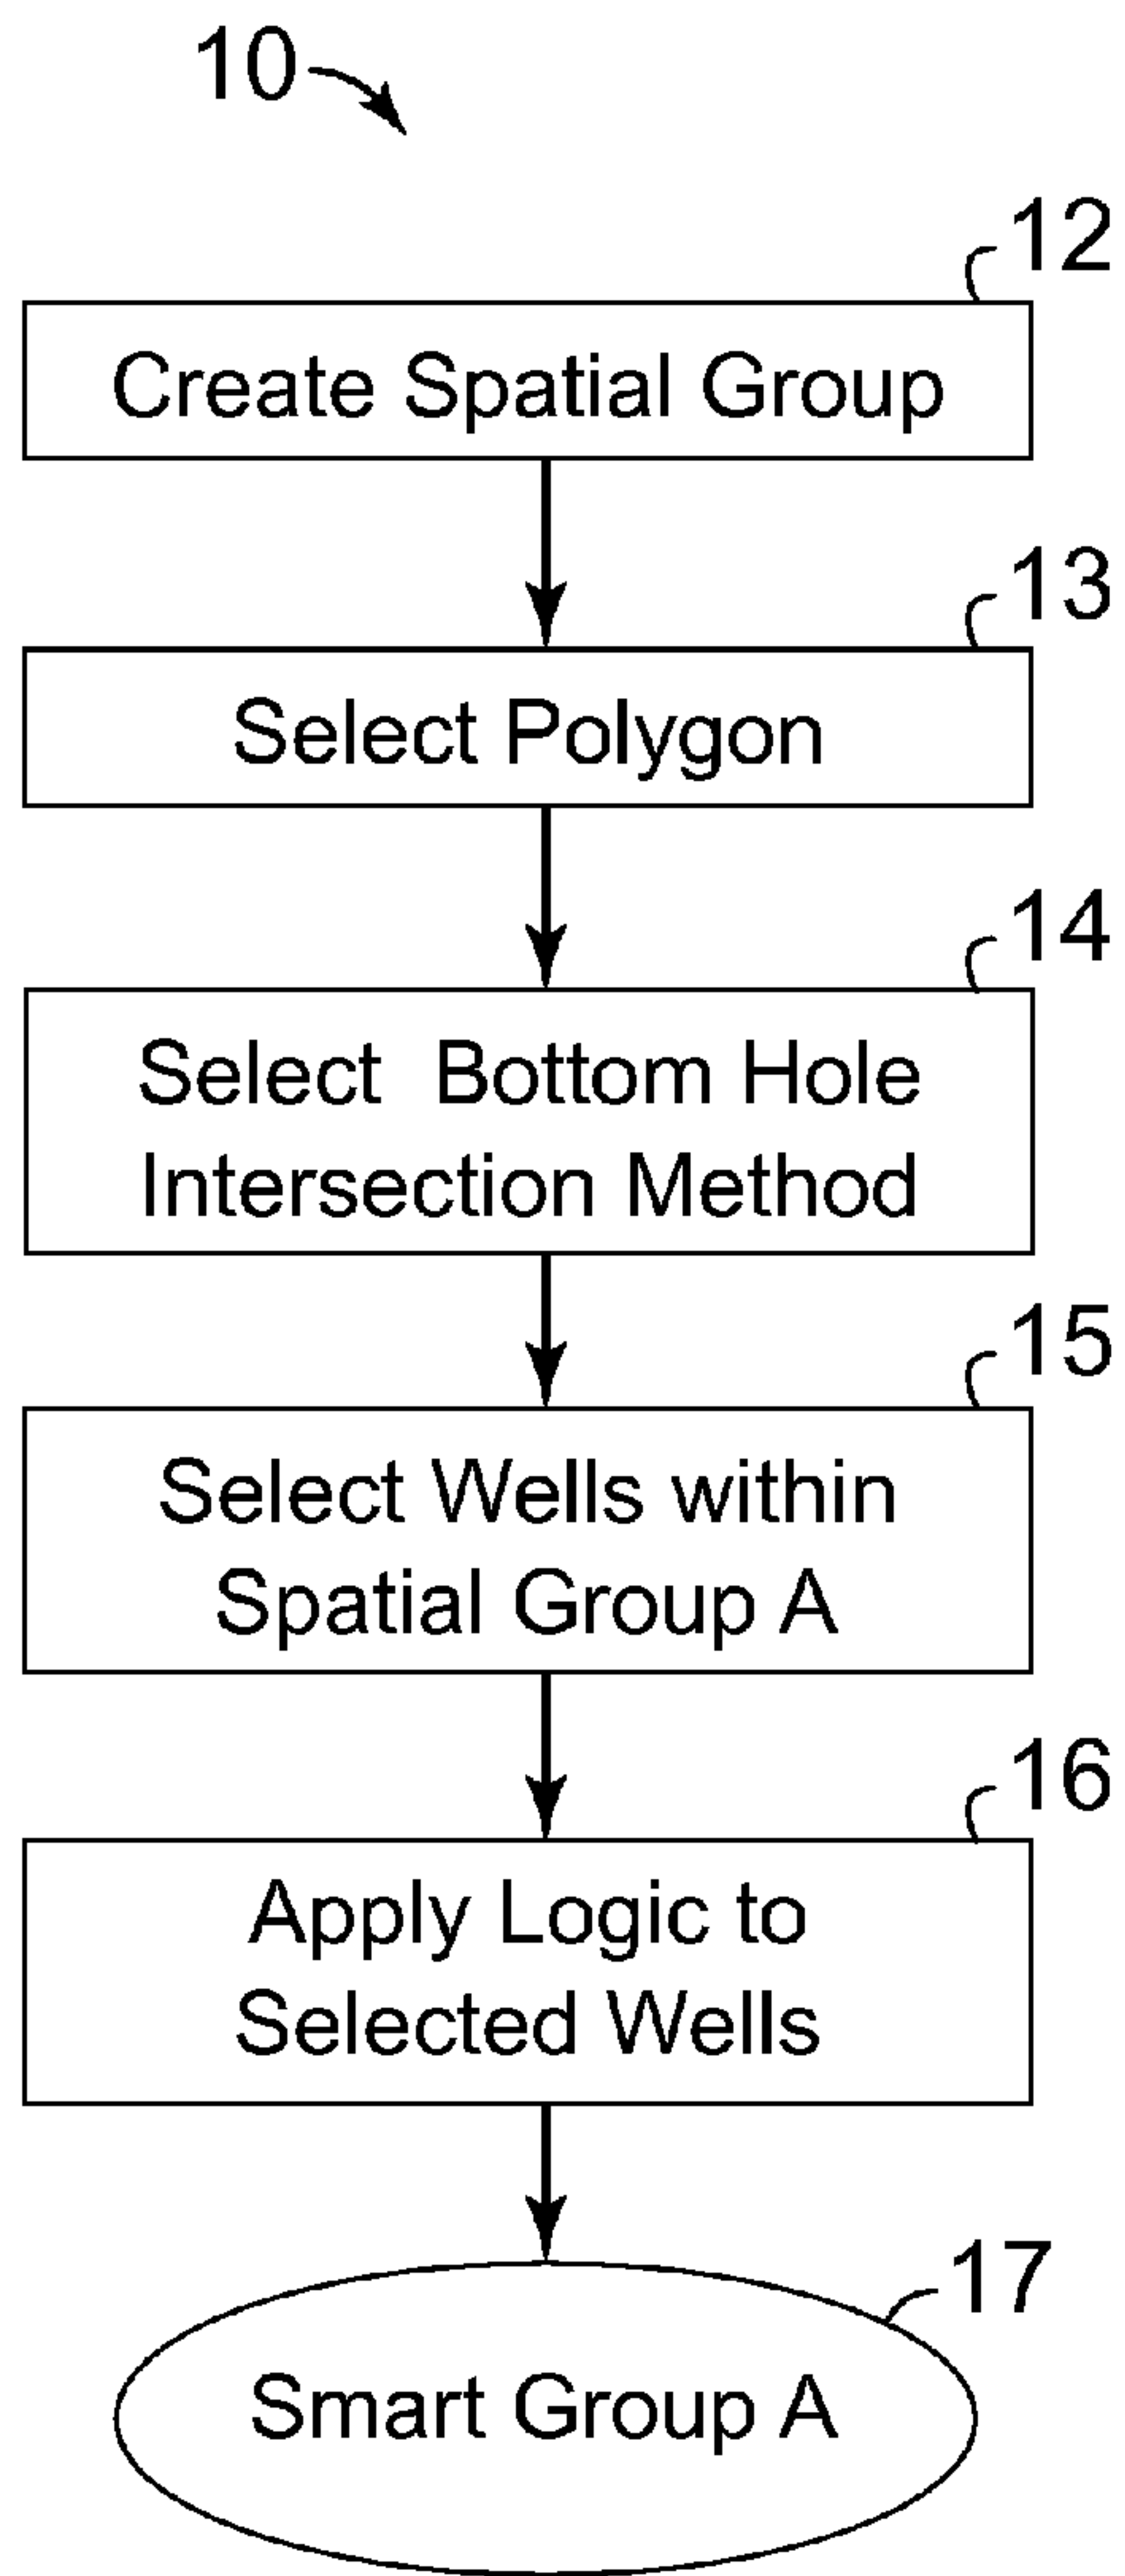 10
12
Create Spatial Group
13
Select Polygon
14
Select Bottom Hole
Intersection Method
15
Select Wells within
Spatial Group A
16
Apply Logic to
Selected Wells
17
Smart Group A